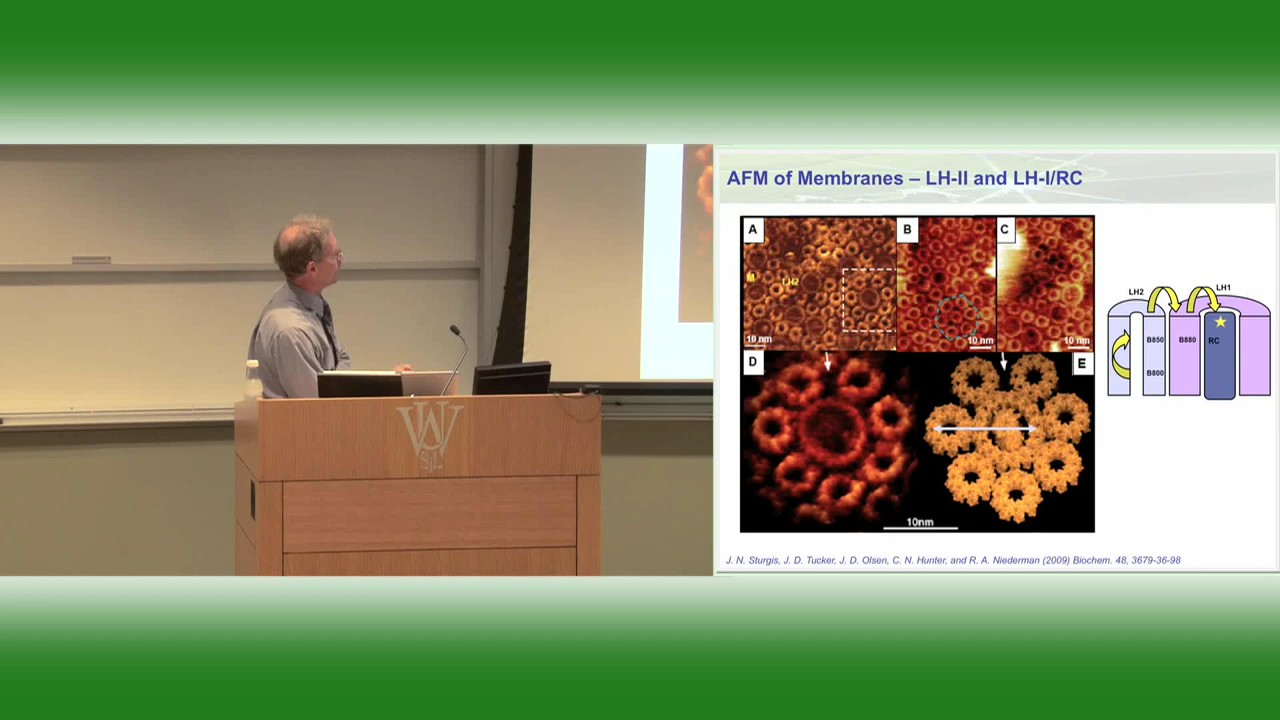 AFM of Membranes – LH-II and LH-I/RC
A
B
C
M
LH2
10 nm
10 nm
10 nm
D
E
10nm
LH2
LH1
B850
B880
RC
B800
J. N. Sturgis, J. D. Tucker, J. D. Olsen, C. N. Hunter, and R. A. Niederman (2009) Biochem. 48, 3679-36-98
W
StL